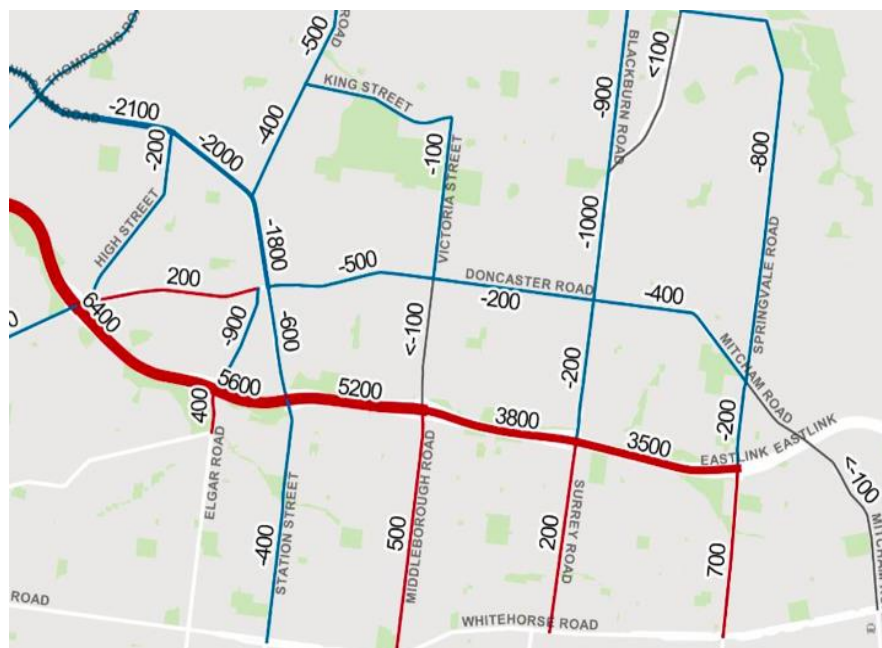 ROAD
-500
THOMPSONS RO
ROAD
-2100
-200
-2000
-400
KING STREET
-100
VICTORIA STREET
-900
BLACKBURN ROAD
<100
-800
-1000
HIGH STREET
-1800
-500
DONCASTER ROAD
-200
-400
SPRINGVALE ROAD
200
6400
0
-900
-600
<-100
-200
MITCHAM ROAD
-200
5600
5200
3800
3500
EASTLINK EASTLINK
<-100
400
ELGAR ROAD
-400
STATION STREET
500
MIDDLEBOROUGH ROAD
200
SURREY ROAD
700
ROAD
WHITEHORSE ROAD